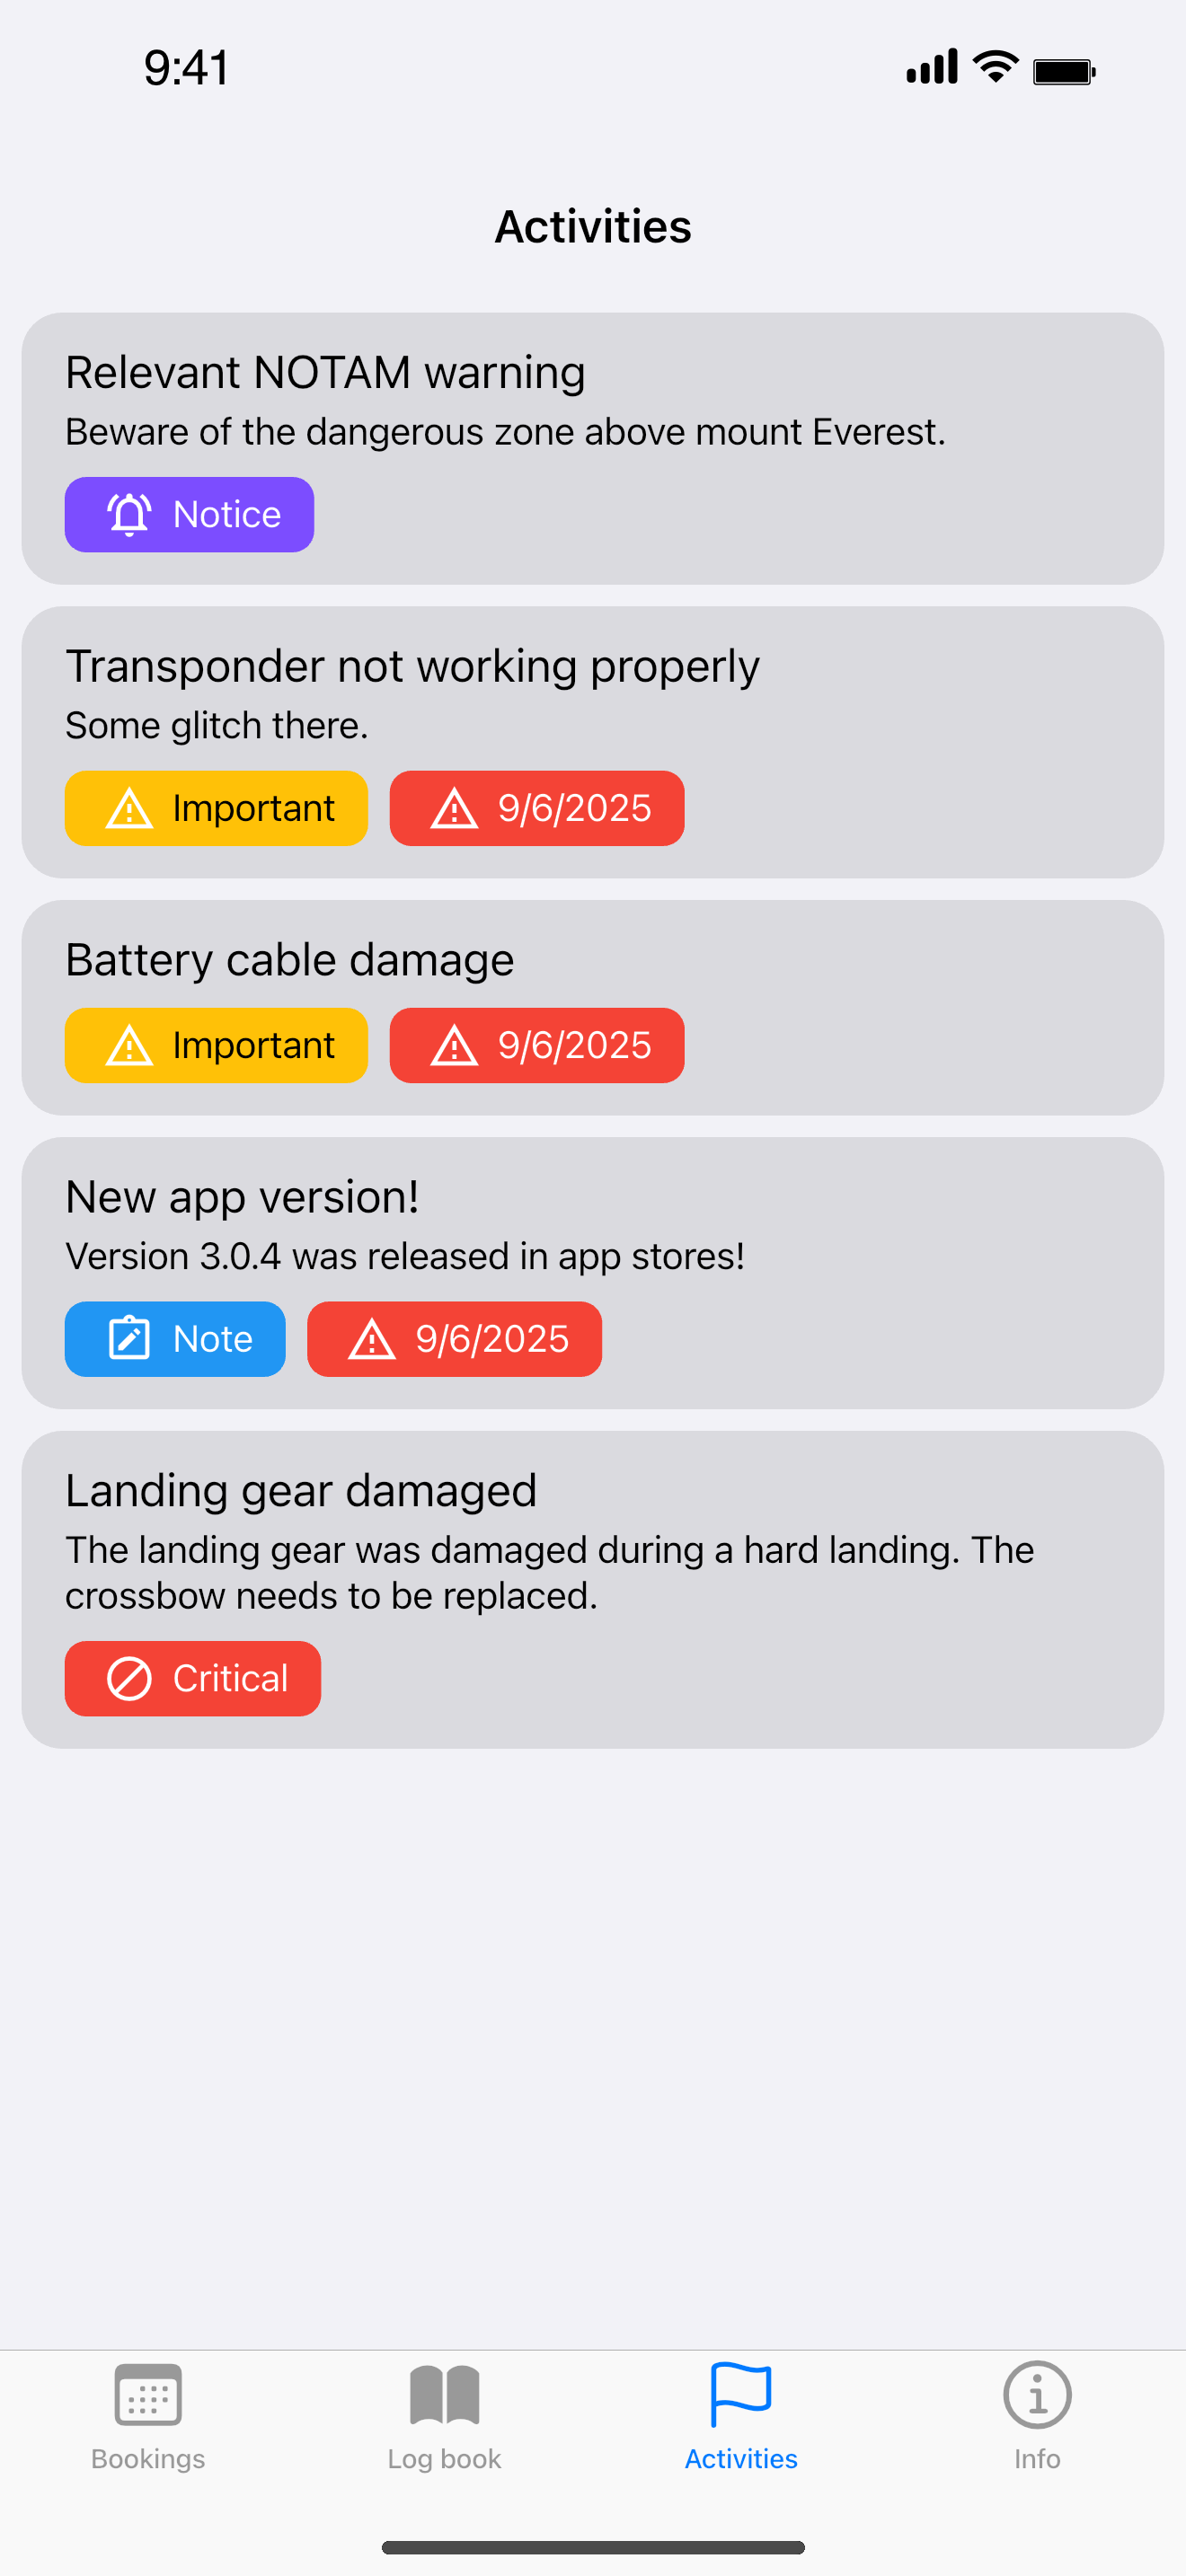 9:41
Activities
Relevant NOTAM warning
Beware of the dangerous zone above mount Everest.
Notice
Transponder not working properly
Some glitch there.
Important 9/6/2025
Battery cable damage
Important 9/6/2025
New app version!
Version 3.0.4 was released in app stores!
Note 9/6/2025
Landing gear damaged
The landing gear was damaged during a hard landing. The
crossbow needs to be replaced.
Critical
Bookings Log book Activities Info